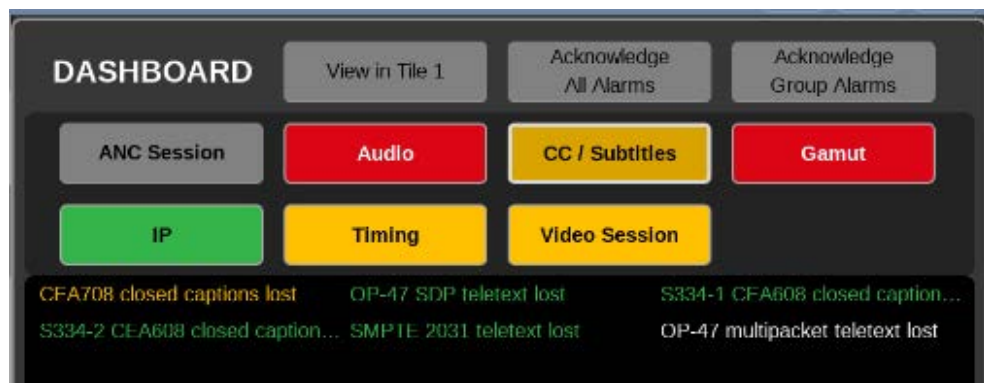 DASHBOARD
View in Tile 1
Acknowledge
All Alarms
Acknowledge
Group Alarms
ANC Session
Audio
CC / Subtitles
Gamut
IP
Timing
Video Session
CEA708 closed captions lost
OP-47 SDP teletext lost
S334-1 CEA608 closed caption...
S334-2 CEA608 closed caption...
SMPTE 2031 teletext lost
OP-47 multipacket teletext lost